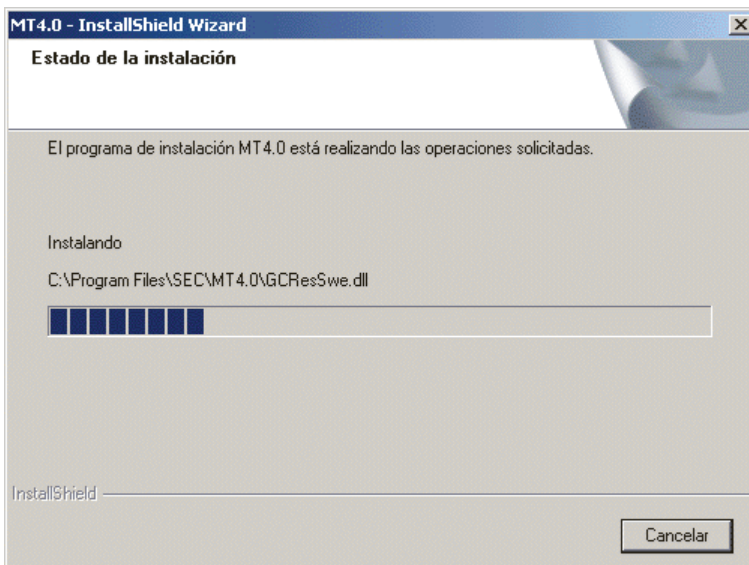 MT4.0 - InstallShield Wizard
Estado de la instalación
El programa de instalación MT4.0 está realizando las operaciones solicitadas.
Instalando
C:\Program Files\SEC\MT4.0\GCResSwe.dll
InstallShield
Cancelar